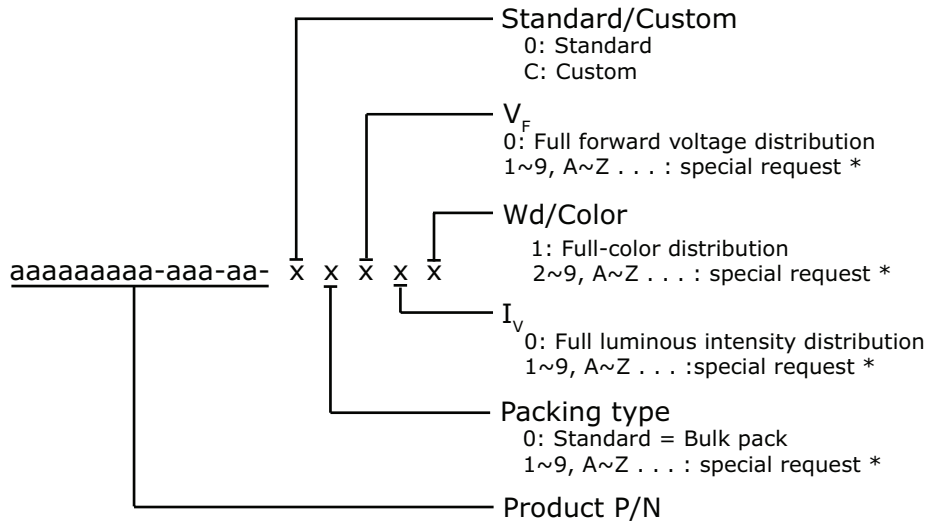 Standard/Custom
0: Standard
C: Custom
VF
0: Full forward voltage distribution
1~9, A~Z . . . : special request *
Wd/Color
1: Full-color distribution
2~9, A~Z . . . : special request *
aaaaaaaaa-aaa-aa- x x x x x
IV
0: Full luminous intensity distribution
1~9, A~Z . . . :special request *
Packing type
0: Standard = Bulk pack
1~9, A~Z . . . : special request *
Product P/N